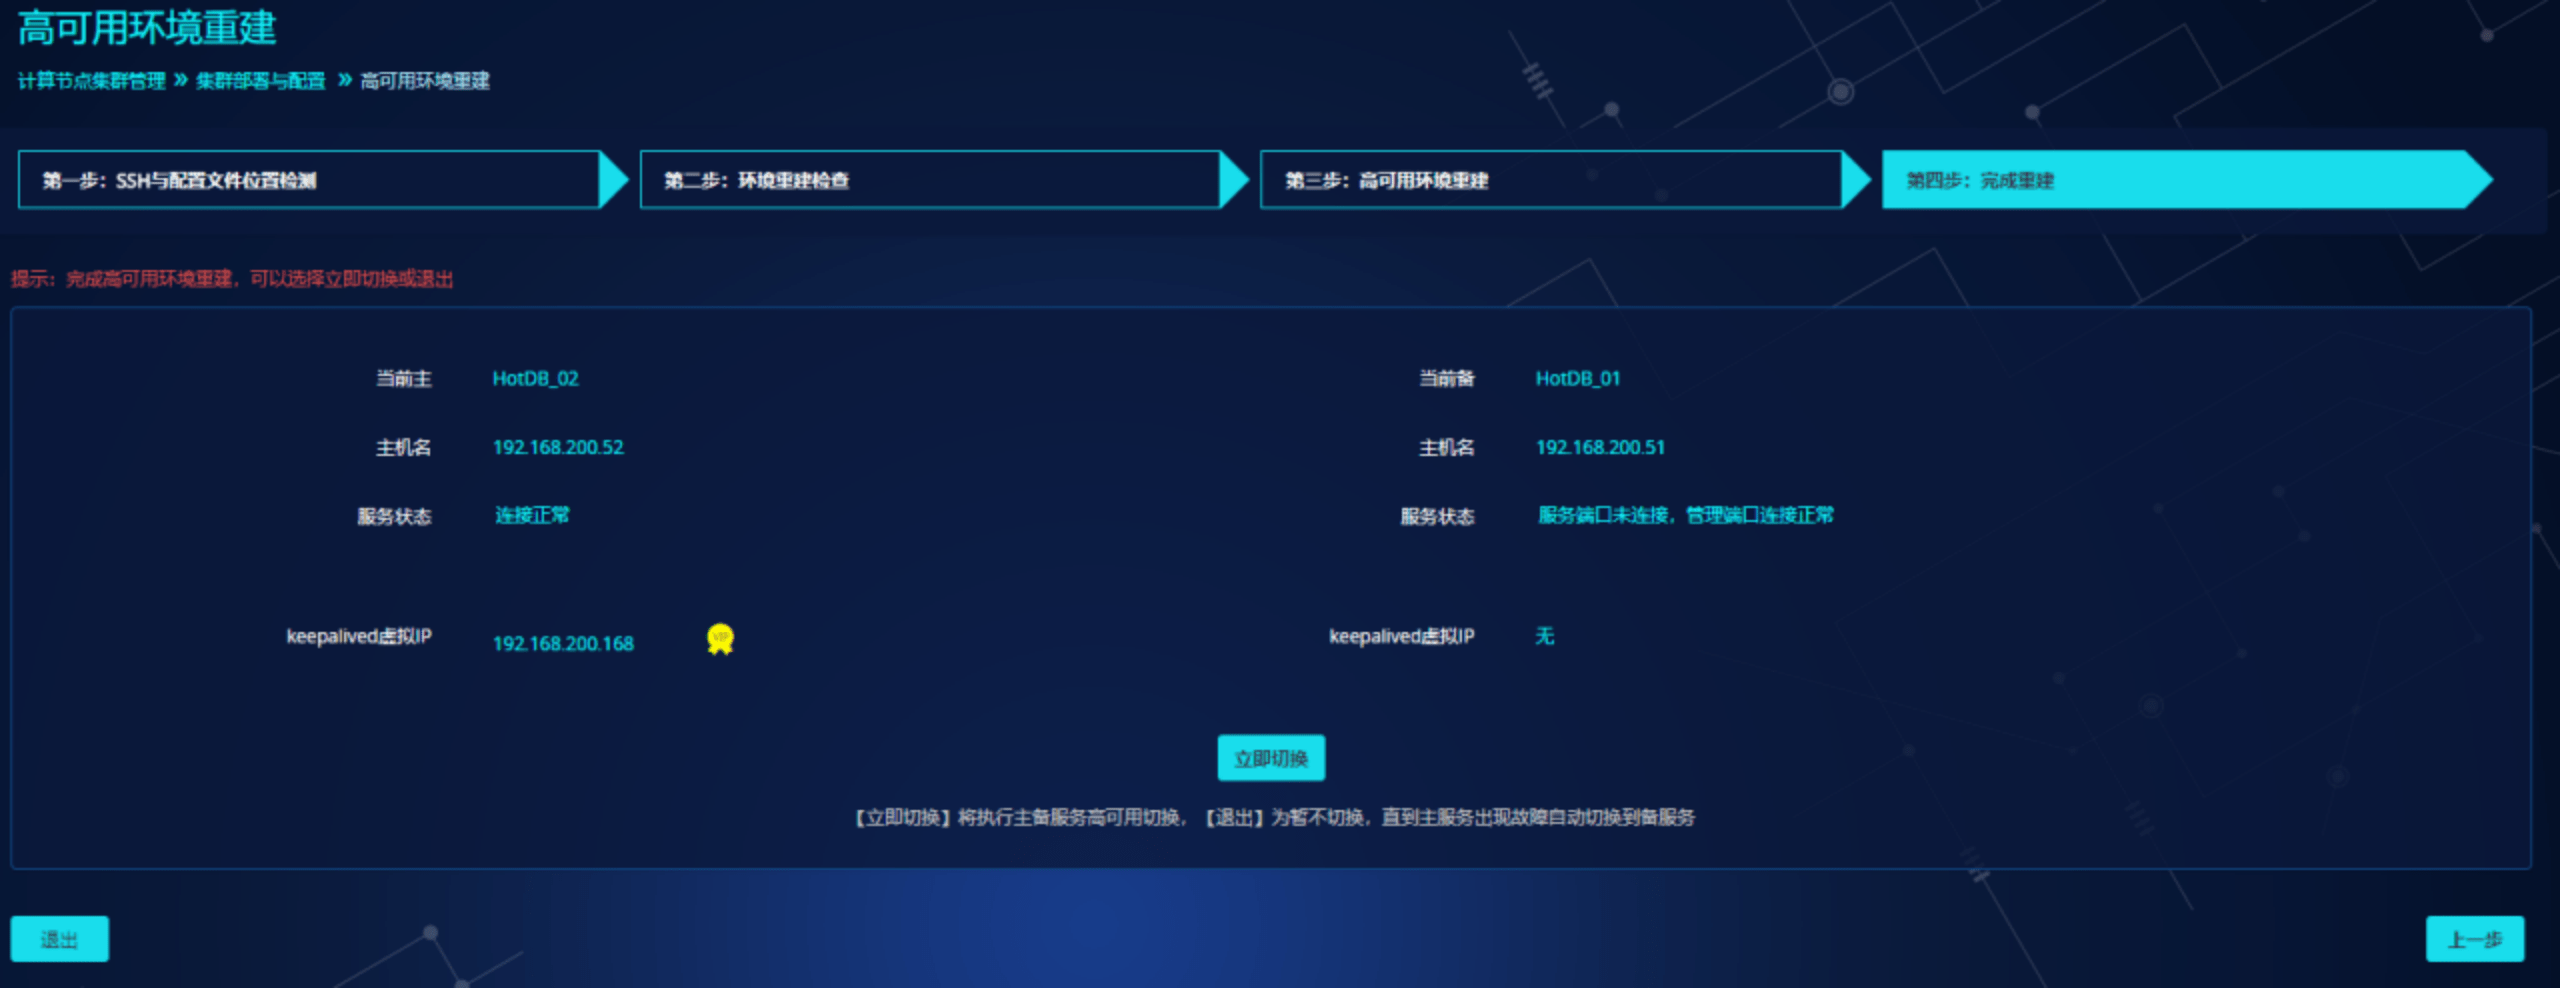 高可用环境重建
计算节点集群管理 » 集群部署与配置 » 高可用环境重建
第一步：SSH与配置文件位置检测
第二步：环境重建检查
第三步：高可用环境重建
第四步：完成重建
提示：完成高可用环境重建，可以选择立即切换或退出
当前主 HotDB_02
当前备 HotDB_01
主机名 192.168.200.52
主机名 192.168.200.51
服务状态 连接正常
服务状态 服务端口未连接，管理端口连接正常
keepalived虚拟IP 192.168.200.168 VIP
keepalived虚拟IP 无
立即切换
【立即切换】将执行主备服务高可用切换，【退出】为暂不切换，直到主服务出现故障自动切换到备服务
退出
上一步